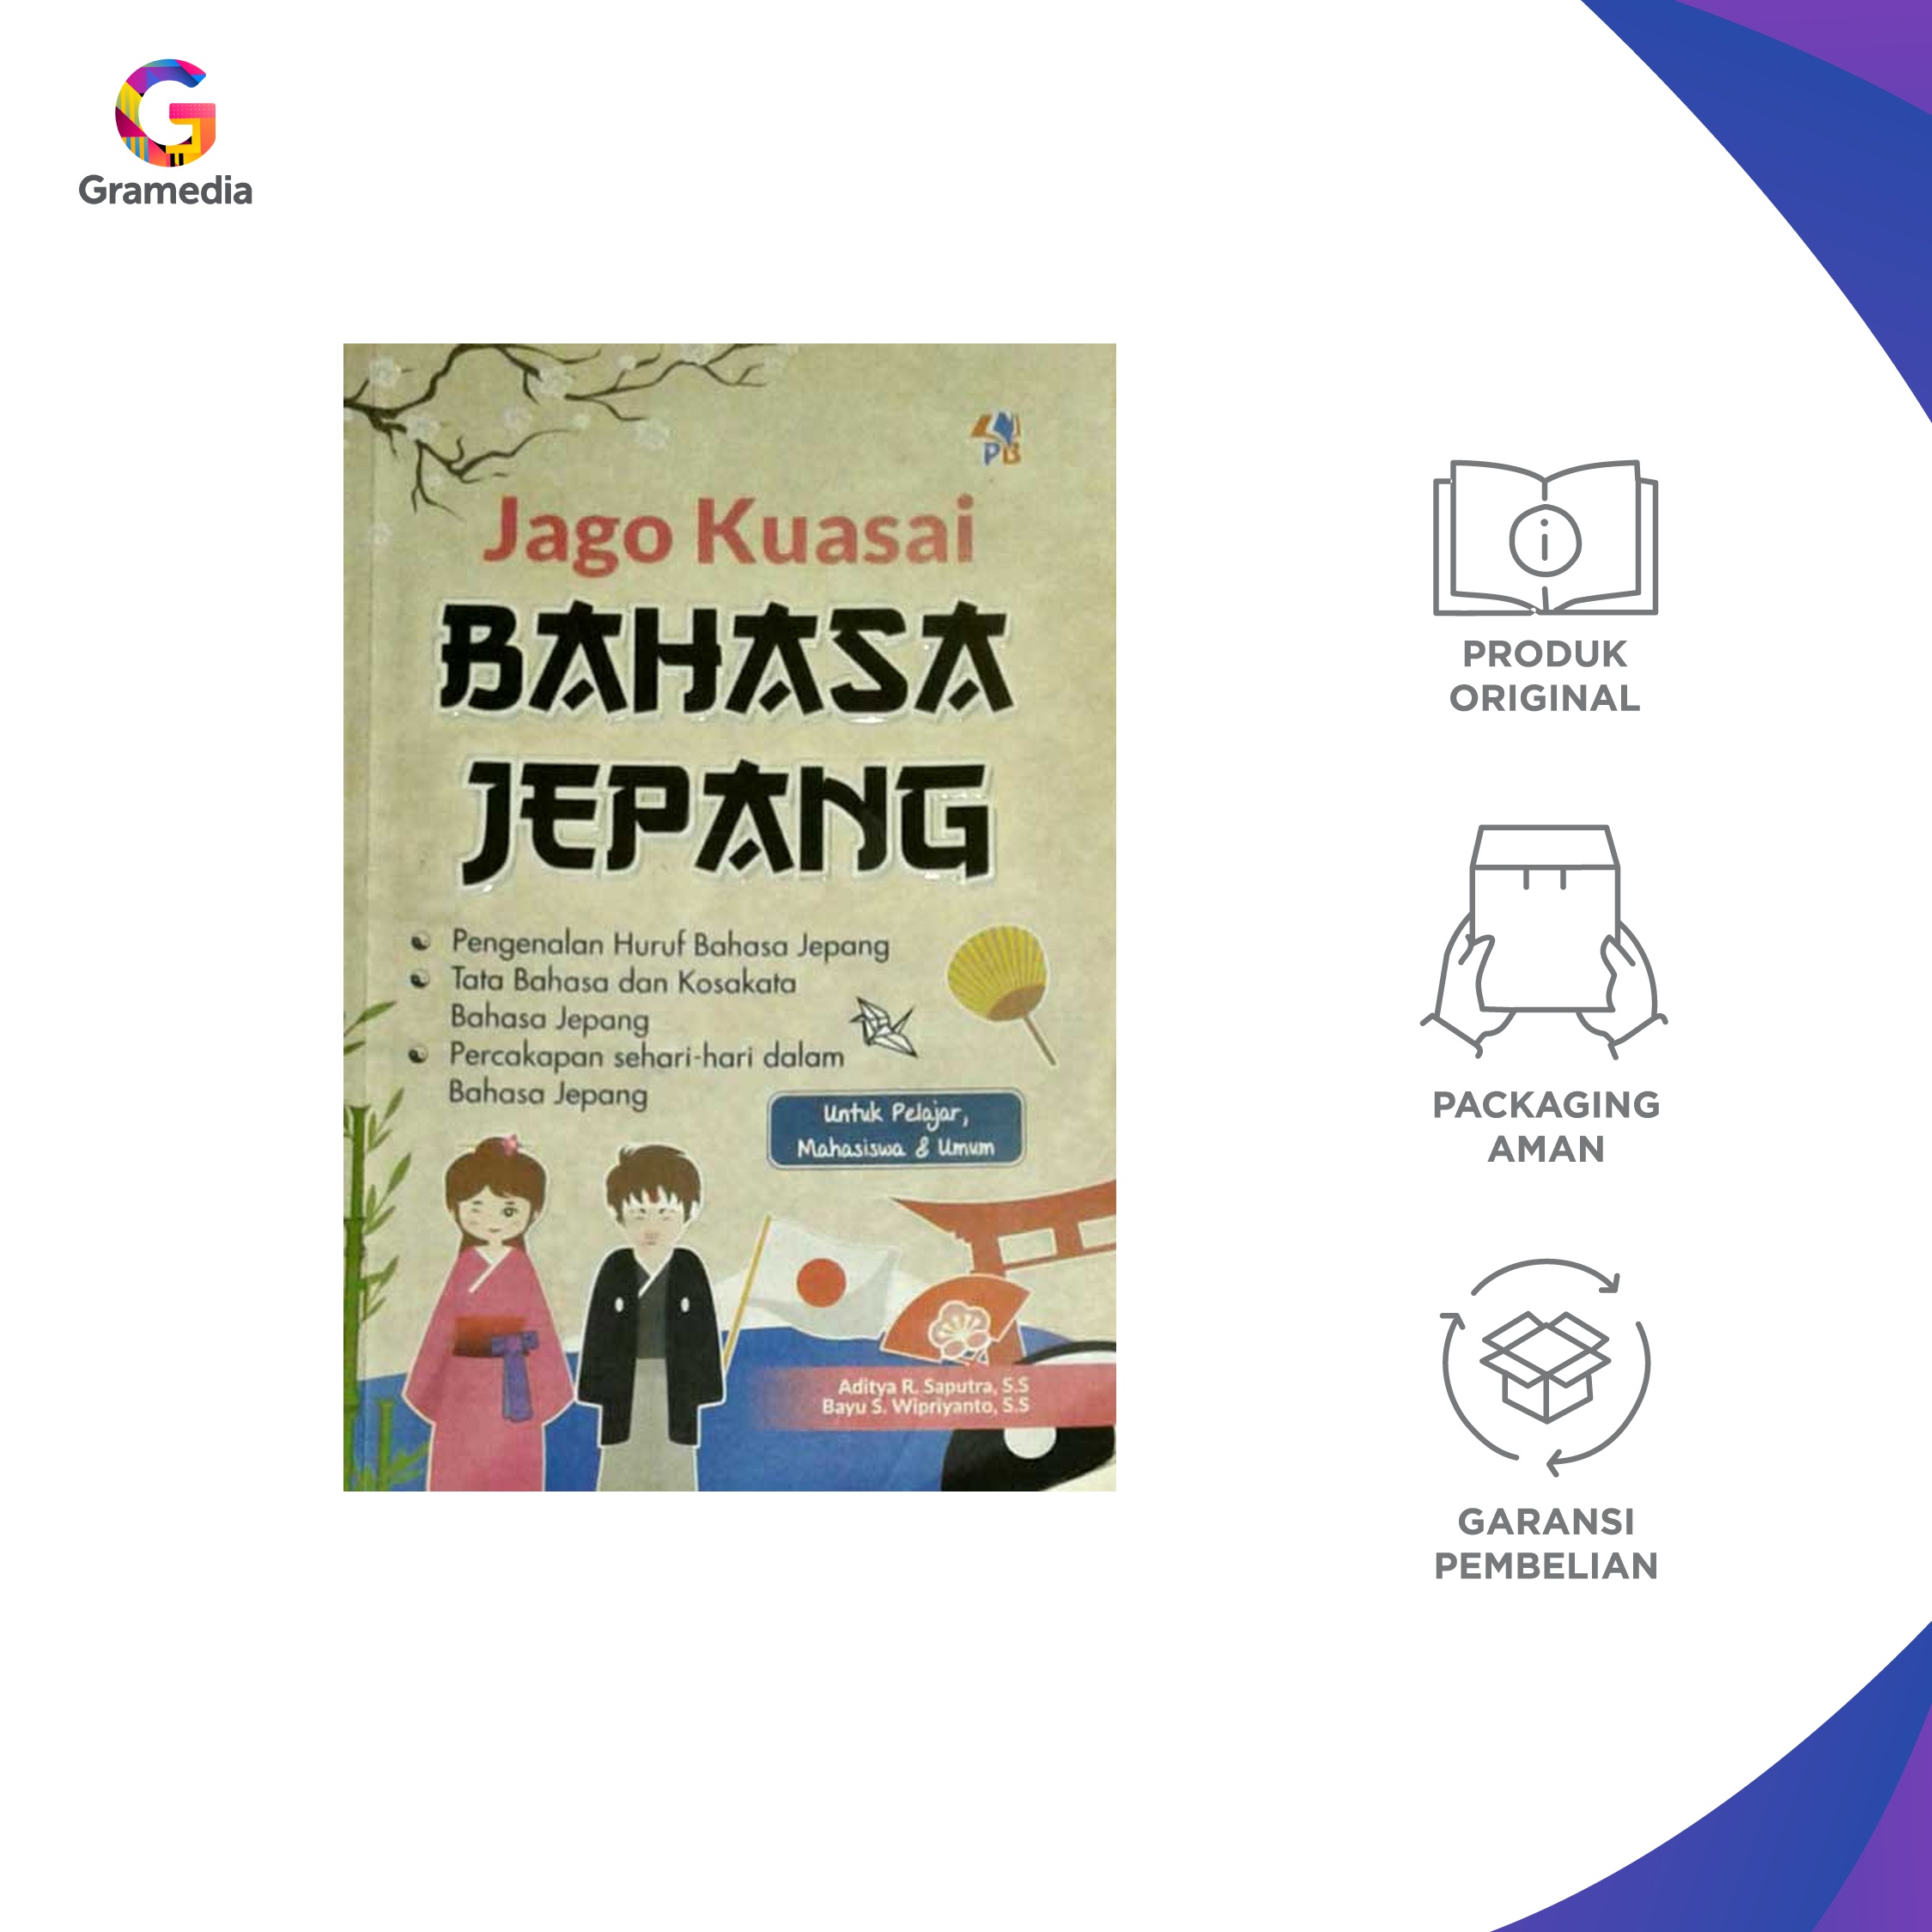 Gramedia
PB
Jago Kuasai
BAHASA
JEPANG
Pengenalan Huruf Bahasa Jepang
Tata Bahasa dan Kosakata
Bahasa Jepang
Percakapan sehari-hari dalam
Bahasa Jepang
Untuk Pelajar,
Mahasiswa & Umum
Aditya R. Saputra, S.S
Bayu S. Wipriyanto, S.S
PRODUK
ORIGINAL
PACKAGING
AMAN
GARANSI
PEMBELIAN